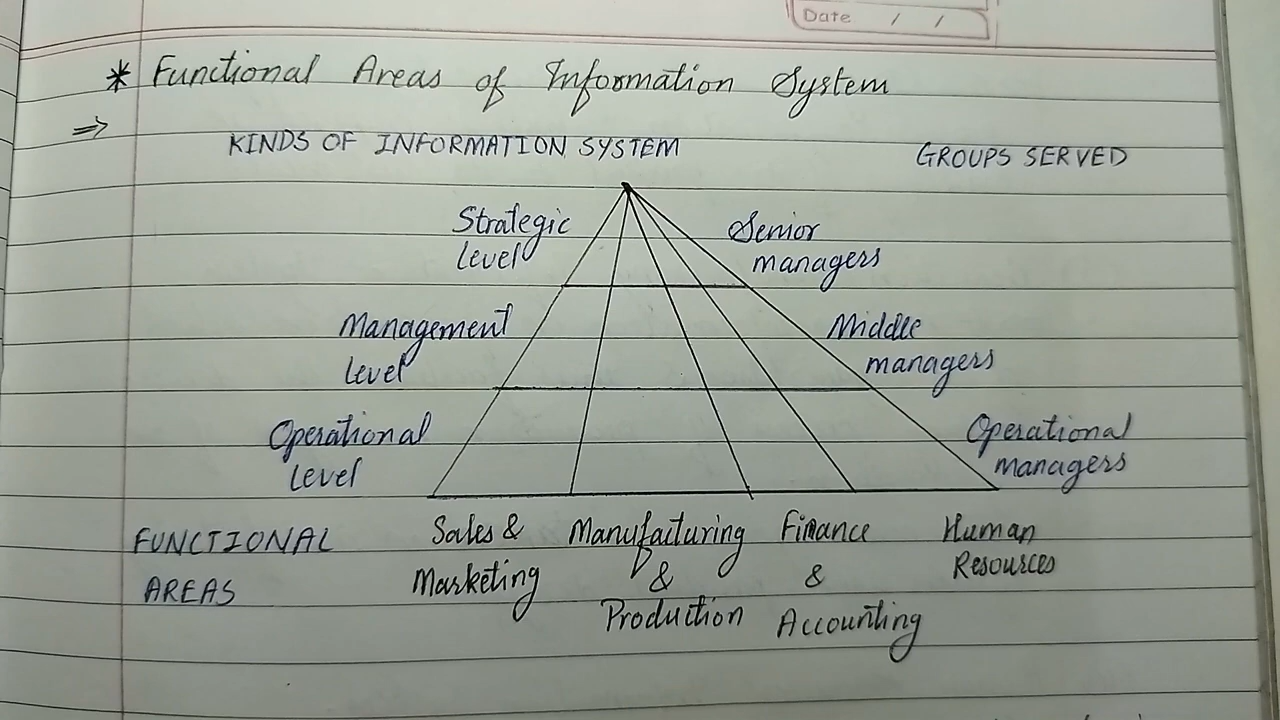 Date / /
* Functional Areas of Information System
⇒
KINDS OF INFORMATION SYSTEM GROUPS SERVED
Strategic Senior
level managers
Management Middle
level managers
Operational Operational
level managers
FUNCTIONAL Sales & Manufacturing Finance Human
AREAS Marketing & & Resources
Production Accounting